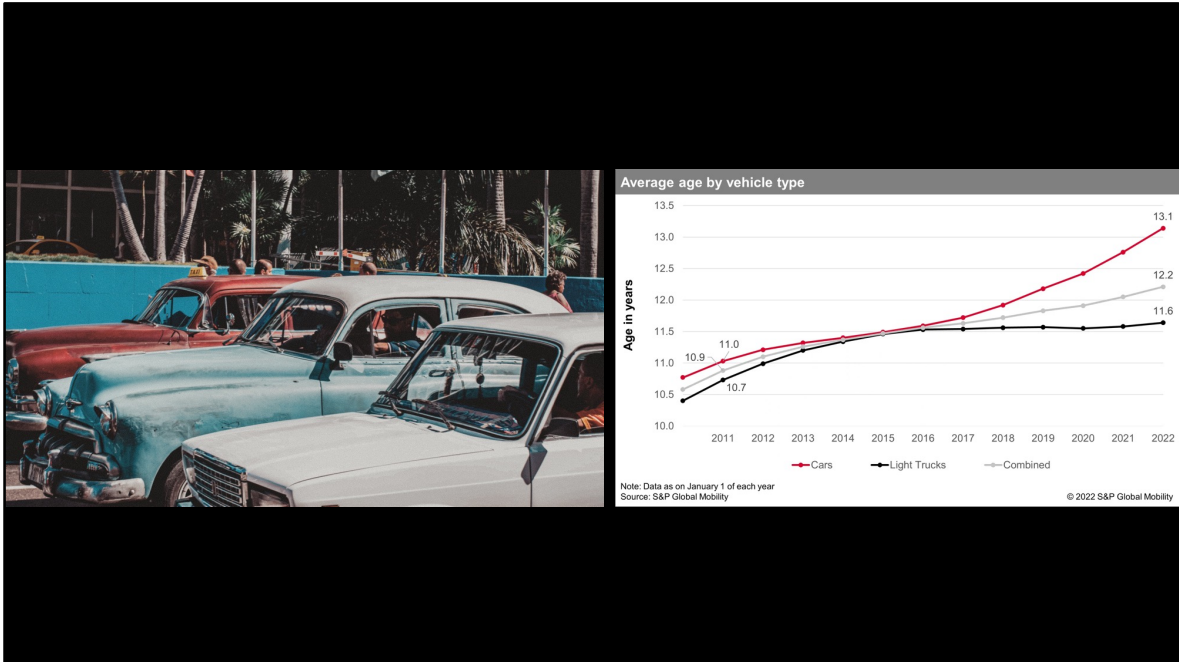 TAXI
Average age by vehicle type
Age in years
13.5
13.0
12.5
12.0
11.5
11.0
10.5
10.0
10.9
11.0
10.7
13.1
12.2
11.6
2011 2012 2013 2014 2015 2016 2017 2018 2019 2020 2021 2022
Cars Light Trucks Combined
Note: Data as on January 1 of each year
Source: S&P Global Mobility
© 2022 S&P Global Mobility